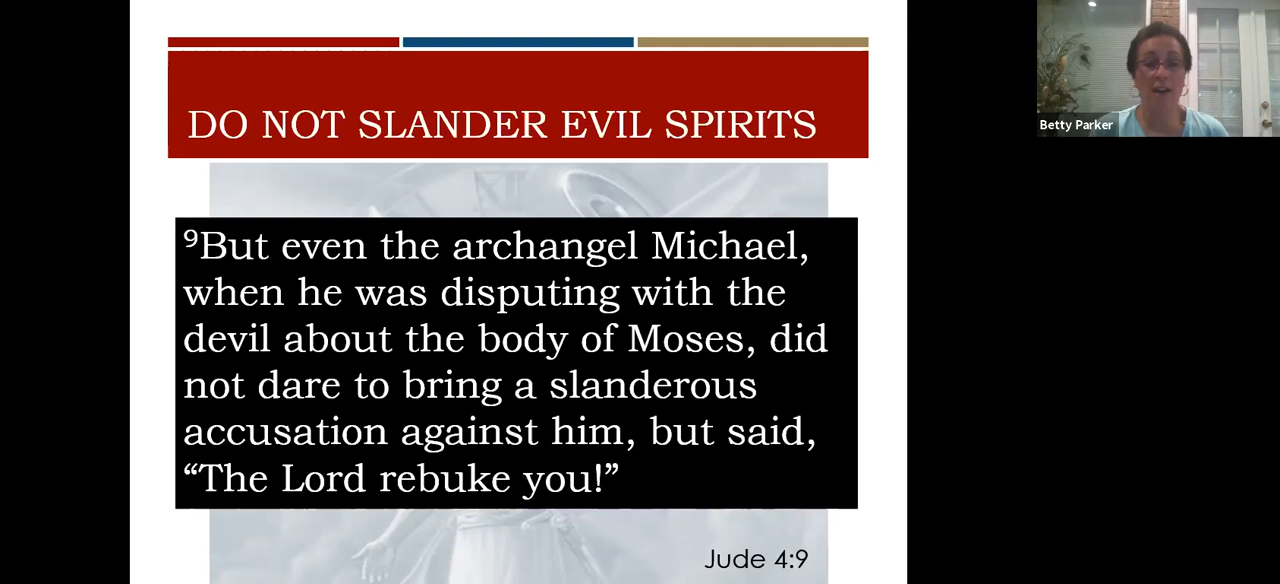 DO NOT SLANDER EVIL SPIRITS
⁹But even the archangel Michael,
when he was disputing with the
devil about the body of Moses, did
not dare to bring a slanderous
accusation against him, but said,
“The Lord rebuke you!”
Jude 4:9
Betty Parker